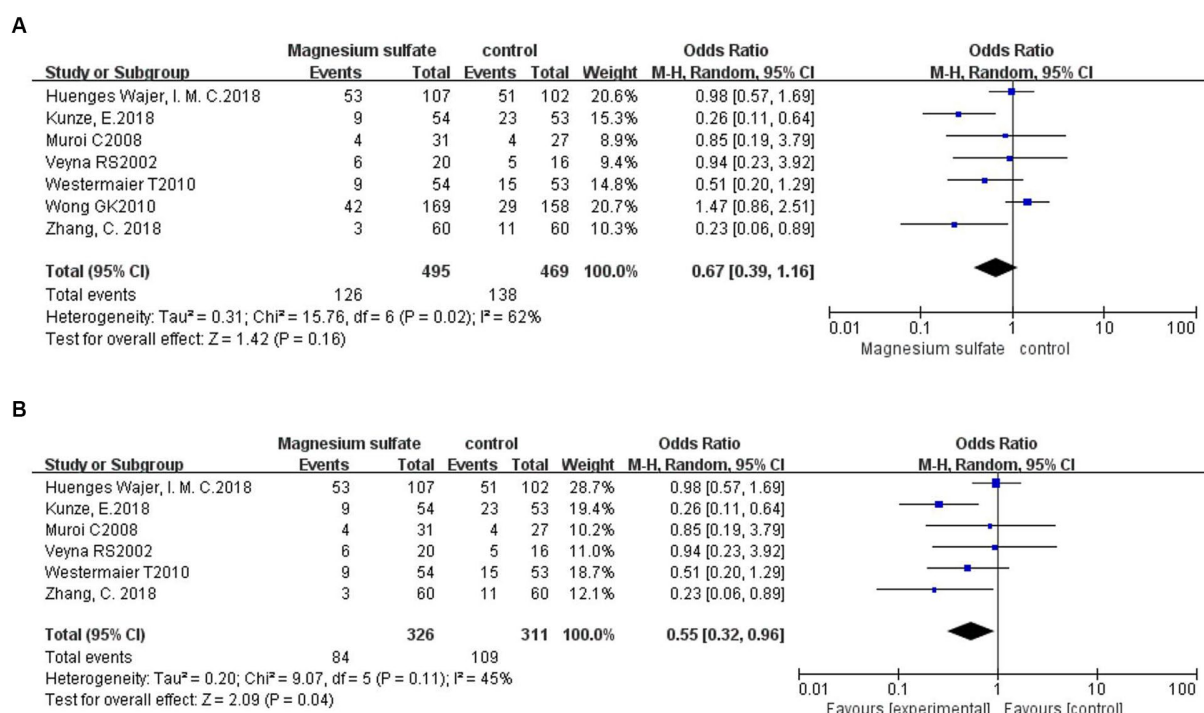 A
Magnesium sulfate control Odds Ratio Odds Ratio
Study or Subgroup Events Total Events Total Weight M-H, Random, 95% CI M-H, Random, 95% CI
Huenges Wajer, I. M. C.2018 53 107 51 102 20.6% 0.98 [0.57, 1.69]
Kunze, E.2018 9 54 23 53 15.3% 0.26 [0.11, 0.64]
Muroi C2008 4 31 4 27 8.9% 0.85 [0.19, 3.79]
Veyna RS2002 6 20 5 16 9.4% 0.94 [0.23, 3.92]
Westermaier T2010 9 54 15 53 14.8% 0.51 [0.20, 1.29]
Wong GK2010 42 169 29 158 20.7% 1.47 [0.86, 2.51]
Zhang, C. 2018 3 60 11 60 10.3% 0.23 [0.06, 0.89]
Total (95% CI) 495 469 100.0% 0.67 [0.39, 1.16]
Total events 126 138
Heterogeneity: Tau² = 0.31; Chi² = 15.76, df = 6 (P = 0.02); I² = 62%
Test for overall effect: Z = 1.42 (P = 0.16)
0.01 0.1 1 10 100
Magnesium sulfate control
B
Magnesium sulfate control Odds Ratio Odds Ratio
Study or Subgroup Events Total Events Total Weight M-H, Random, 95% CI M-H, Random, 95% CI
Huenges Wajer, I. M. C.2018 53 107 51 102 28.7% 0.98 [0.57, 1.69]
Kunze, E.2018 9 54 23 53 19.4% 0.26 [0.11, 0.64]
Muroi C2008 4 31 4 27 10.2% 0.85 [0.19, 3.79]
Veyna RS2002 6 20 5 16 11.0% 0.94 [0.23, 3.92]
Westermaier T2010 9 54 15 53 18.7% 0.51 [0.20, 1.29]
Zhang, C. 2018 3 60 11 60 12.1% 0.23 [0.06, 0.89]
Total (95% CI) 326 311 100.0% 0.55 [0.32, 0.96]
Total events 84 109
Heterogeneity: Tau² = 0.20; Chi² = 9.07, df = 5 (P = 0.11); I² = 45%
Test for overall effect: Z = 2.09 (P = 0.04)
0.01 0.1 1 10 100
Favours [experimental] Favours [control]